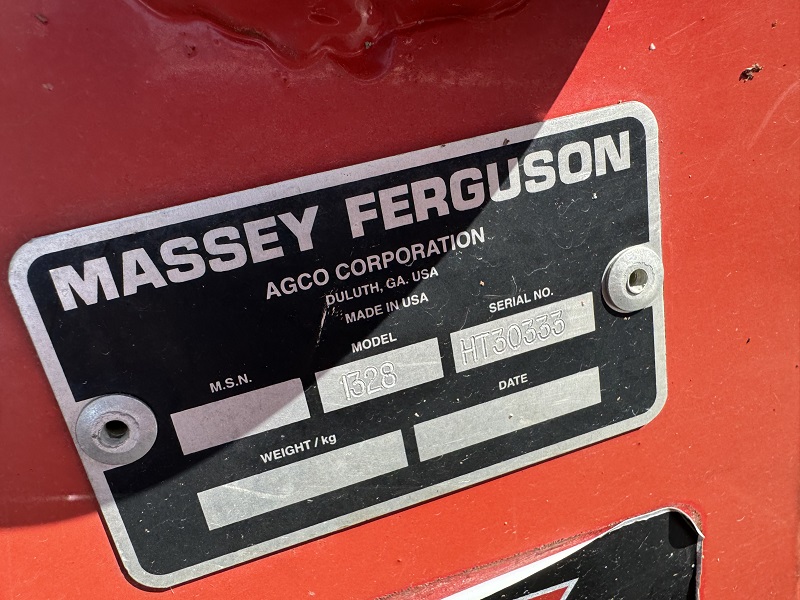 MASSEY FERGUSON
AGCO CORPORATION
DULUTH, GA. USA
MADE IN USA
M.S.N. MODEL SERIAL NO.
1328 HT30333
WEIGHT / kg DATE